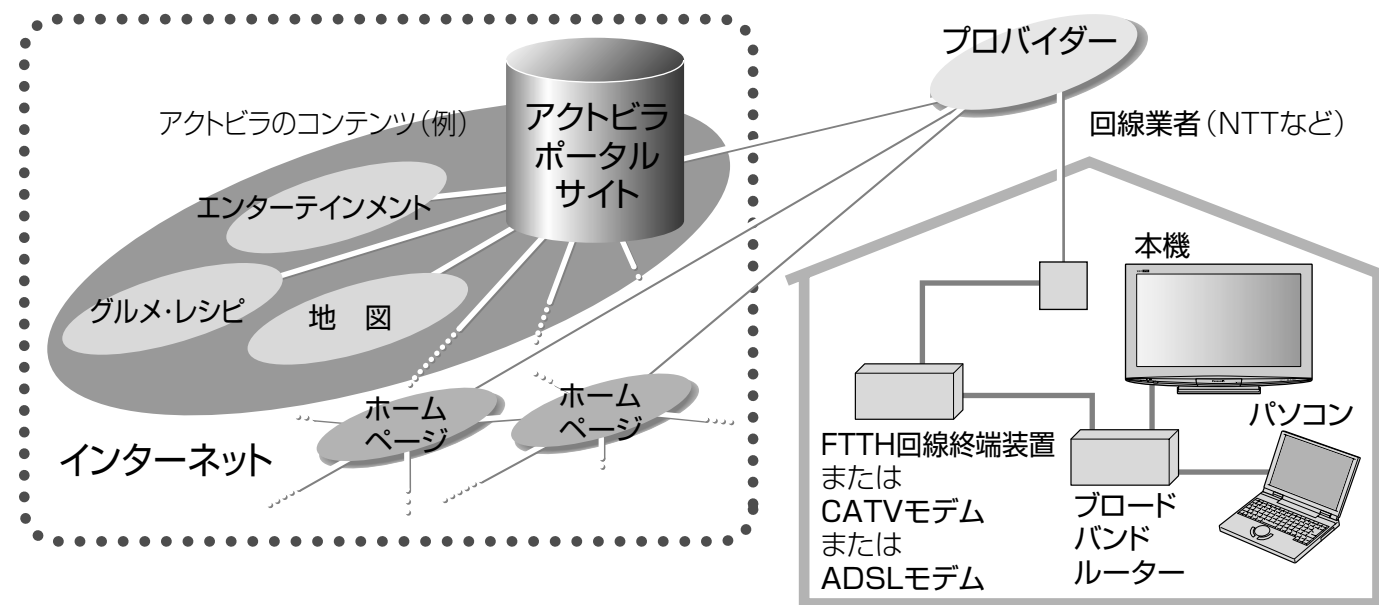 プロバイダー
アクトビラのコンテンツ（例）
アクトビラ
ポータル
サイト
回線業者（NTTなど）
エンターテインメント
グルメ・レシピ
地　図
本機
ホーム
ページ
ホーム
ページ
インターネット
パソコン
FTTH回線終端装置
または
CATVモデム
または
ADSLモデム
ブロード
バンド
ルーター